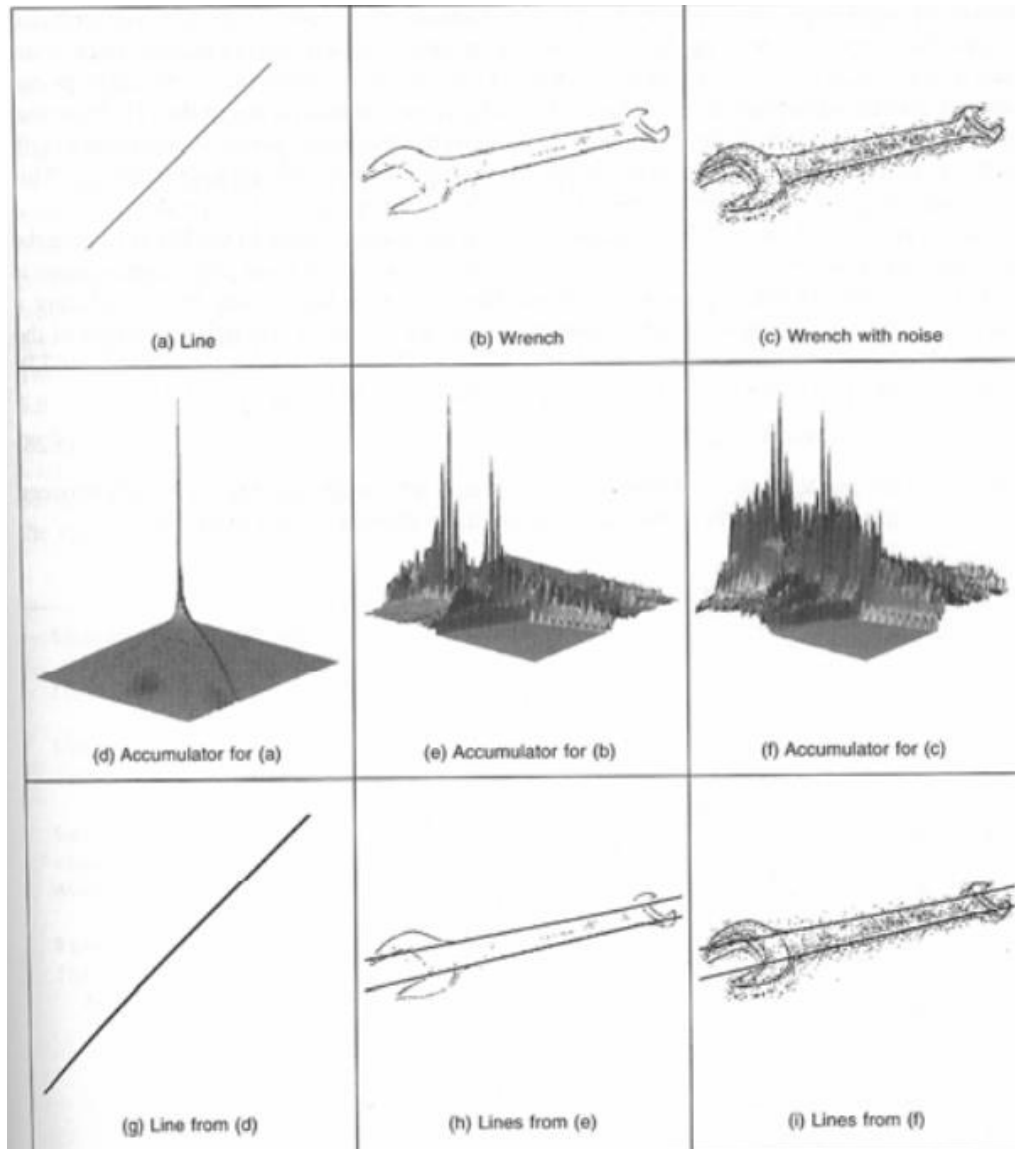 (a) Line
(b) Wrench
(c) Wrench with noise
(d) Accumulator for (a)
(e) Accumulator for (b)
(f) Accumulator for (c)
(g) Line from (d)
(h) Lines from (e)
(i) Lines from (f)